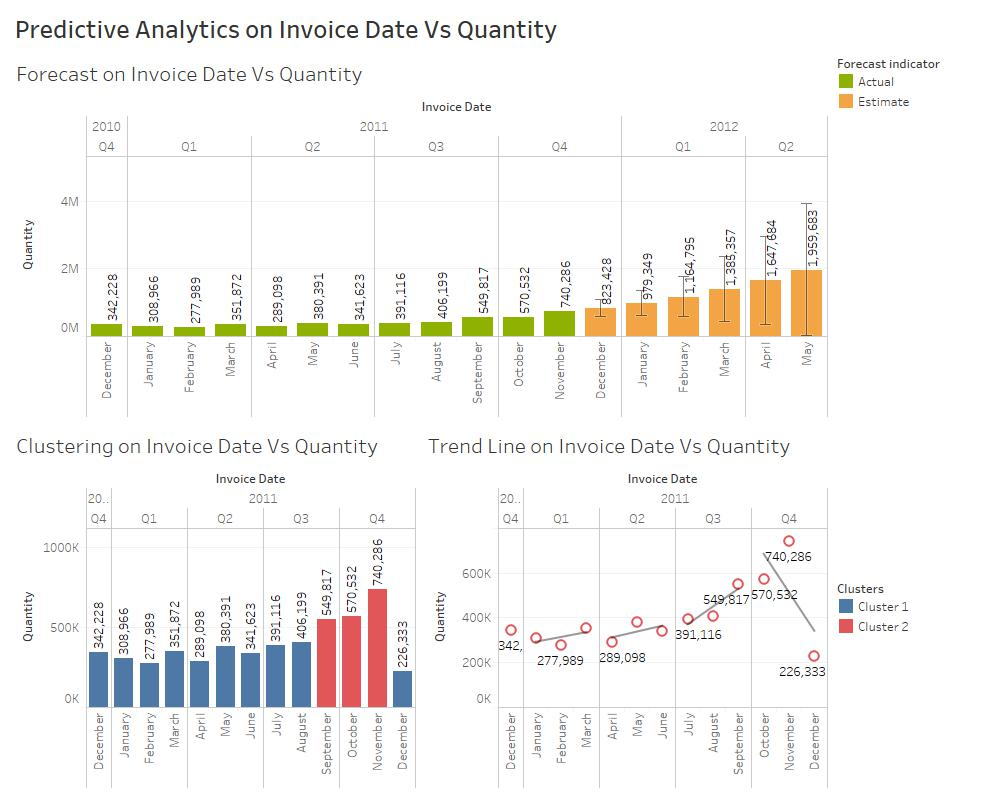 Predictive Analytics on Invoice Date Vs Quantity
Forecast on Invoice Date Vs Quantity
Forecast indicator
Actual
Estimate
Invoice Date
2010 2011 2012
Q4 Q1 Q2 Q3 Q4 Q1 Q2
Quantity
4M
2M
0M
342,228 308,966 277,989 351,872 289,098 380,391 341,623 391,116 406,199 549,817 570,532 740,286 823,428 979,349 1,164,795 1,385,357 1,647,684 1,959,683
December January February March April May June July August September October November December January February March April May
Clustering on Invoice Date Vs Quantity
Invoice Date
20.. 2011
Q4 Q1 Q2 Q3 Q4
Quantity
1000K
500K
0K
342,228 308,966 277,989 351,872 289,098 380,391 341,623 391,116 406,199 549,817 570,532 740,286 226,333
December January February March April May June July August September October November December
Trend Line on Invoice Date Vs Quantity
Invoice Date
20.. 2011
Q4 Q1 Q2 Q3 Q4
Quantity
600K
400K
200K
0K
342, 277,989 289,098 391,116 549,817 570,532 740,286 226,333
December January February March April May June July August September October November December
Clusters
Cluster 1
Cluster 2